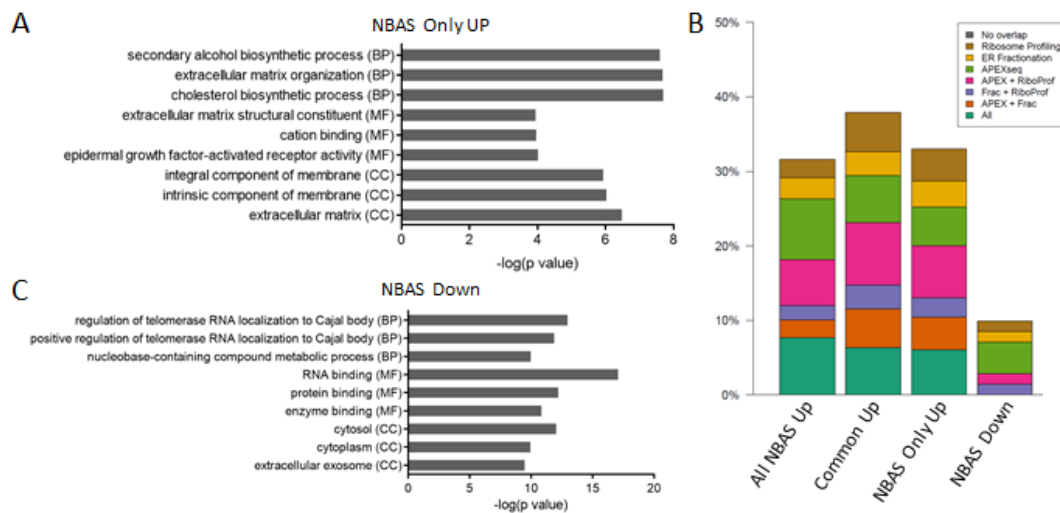 A
NBAS Only UP
secondary alcohol biosynthetic process (BP)
extracellular matrix organization (BP)
cholesterol biosynthetic process (BP)
extracellular matrix structural constituent (MF)
cation binding (MF)
epidermal growth factor-activated receptor activity (MF)
integral component of membrane (CC)
intrinsic component of membrane (CC)
extracellular matrix (CC)
0 2 4 6 8
-log(p value)
C
NBAS Down
regulation of telomerase RNA localization to Cajal body (BP)
positive regulation of telomerase RNA localization to Cajal body (BP)
nucleobase-containing compound metabolic process (BP)
RNA binding (MF)
protein binding (MF)
enzyme binding (MF)
cytosol (CC)
cytoplasm (CC)
extracellular exosome (CC)
0 5 10 15 20
-log(p value)
B
50%
40%
30%
20%
10%
0%
No overlap
Ribosome Profiling
ER Fractionation
APEXseq
APEX + RiboProf
Frac + RiboProf
APEX + Frac
All
All NBAS Up
Common Up
NBAS Only Up
NBAS Down